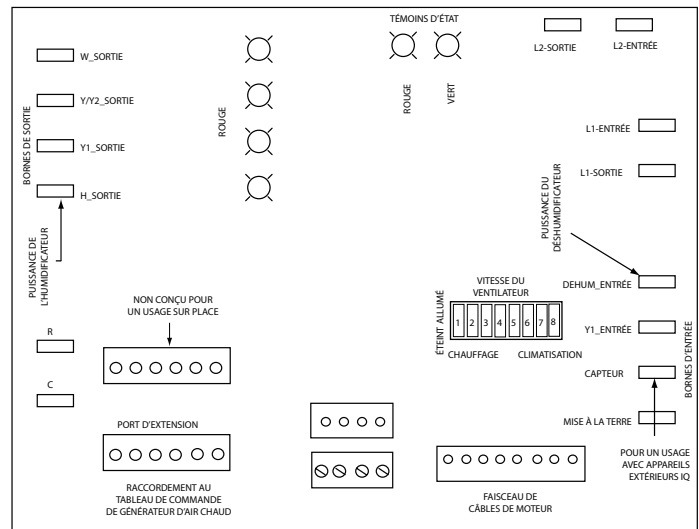 TÉMOINS D'ÉTAT
L2-SORTIE
L2-ENTRÉE
ROUGE
VERT
W_SORTIE
Y/Y2_SORTIE
Y1_SORTIE
H_SORTIE
BORNES DE SORTIE
ROUGE
PUISSANCE DE
L'HUMIDIFICATEUR
L1-ENTRÉE
L1-SORTIE
PUISSANCE DU
DÉSHUMIDIFICATEUR
DEHUM_ENTRÉE
Y1_ENTRÉE
CAPTEUR
MISE À LA TERRE
BORNES D'ENTRÉE
POUR UN USAGE
AVEC APPAREILS
EXTÉRIEURS IQ
VITESSE DU
VENTILATEUR
ÉTEINT ALLUMÉ
1 2 3 4 5 6 7 8
CHAUFFAGE
CLIMATISATION
R
C
NON CONÇU POUR
UN USAGE SUR PLACE
PORT D'EXTENSION
RACCORDEMENT AU
TABLEAU DE COMMANDE
DE GÉNÉRATEUR D'AIR CHAUD
FAISCEAU DE
CÂBLES DE MOTEUR